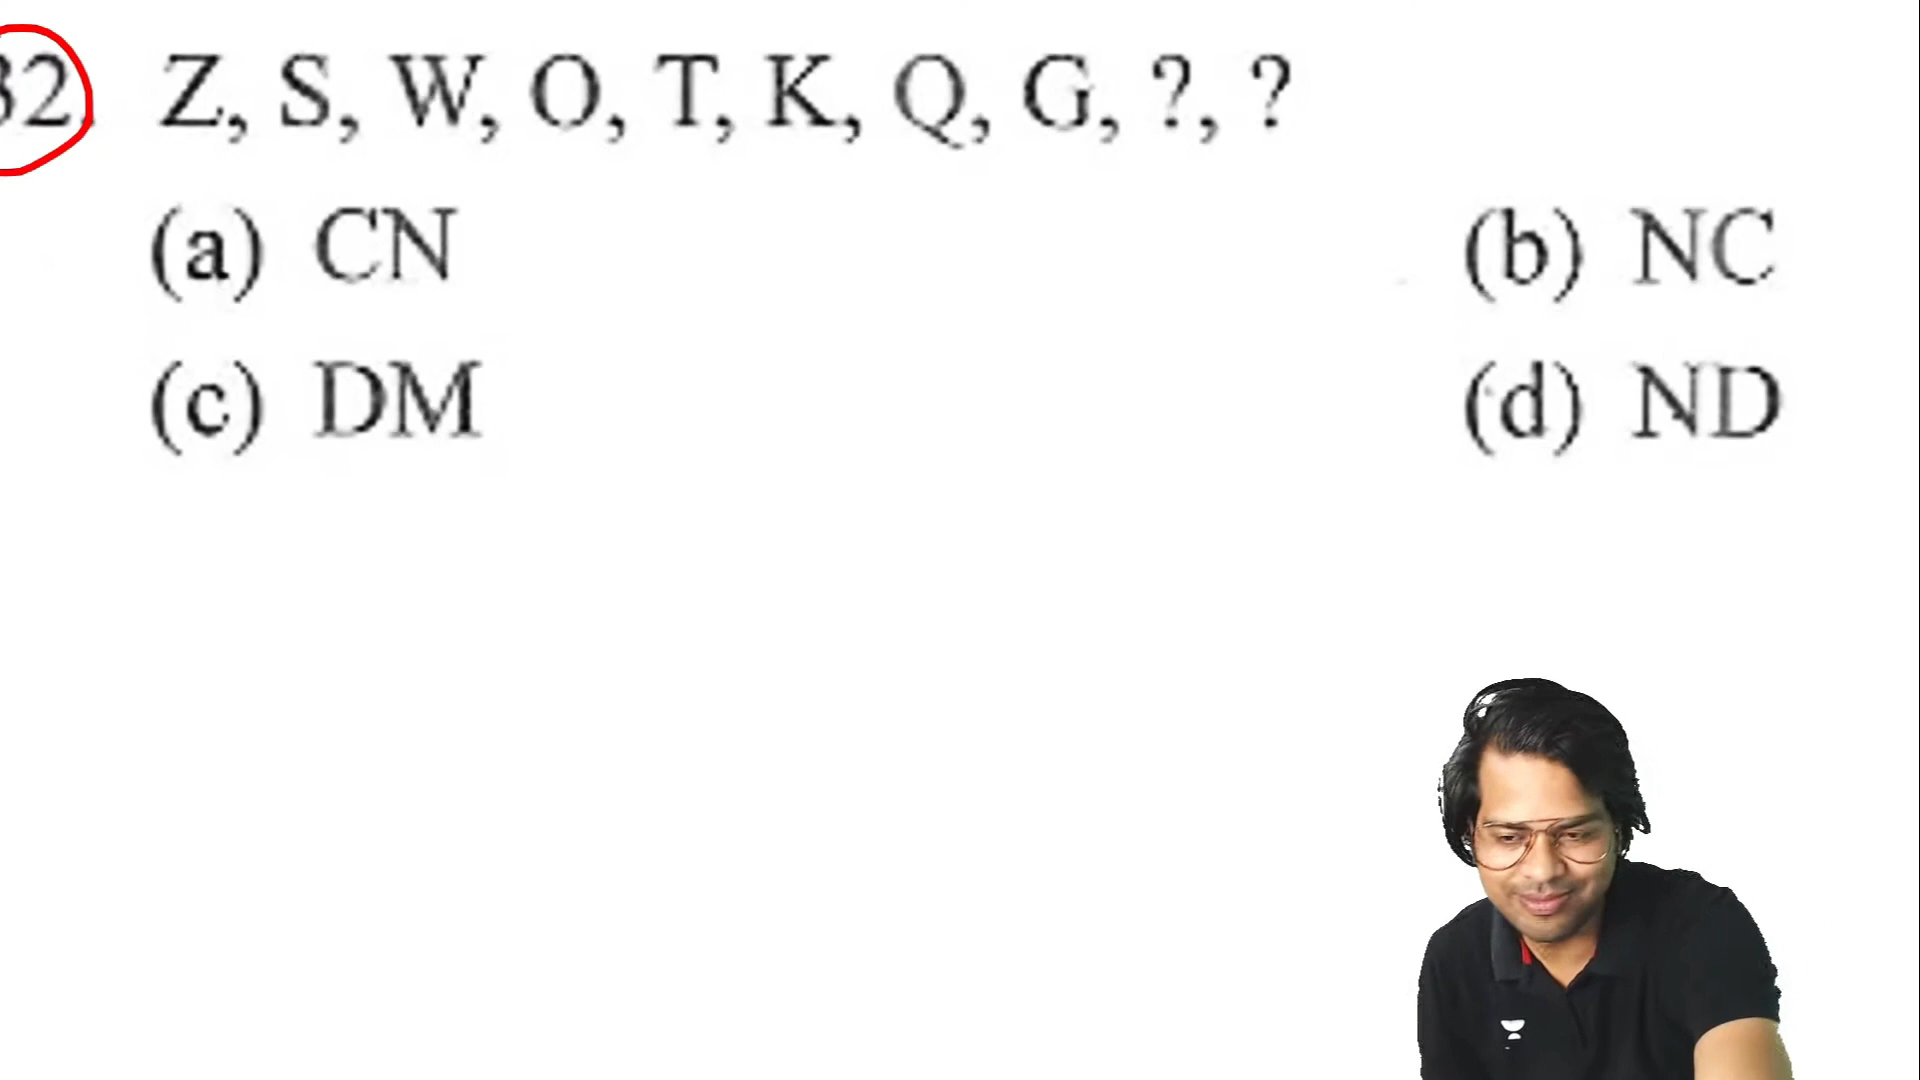 32. Z, S, W, O, T, K, Q, G, ?, ?
(a) CN (b) NC
(c) DM (d) ND